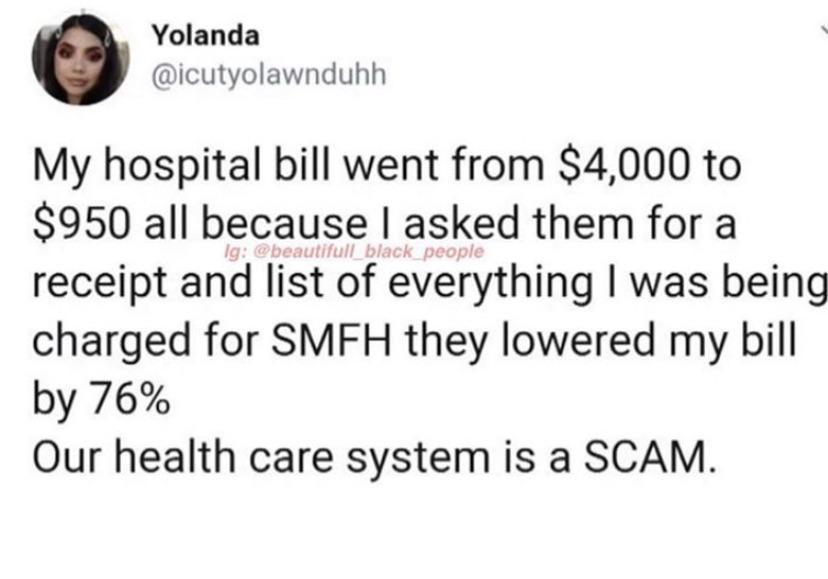 Yolanda
@icutyolawnduhh
My hospital bill went from $4,000 to
$950 all because I asked them for a
Ig: @beautifull_black_people
receipt and list of everything I was being
charged for SMFH they lowered my bill
by 76%
Our health care system is a SCAM.